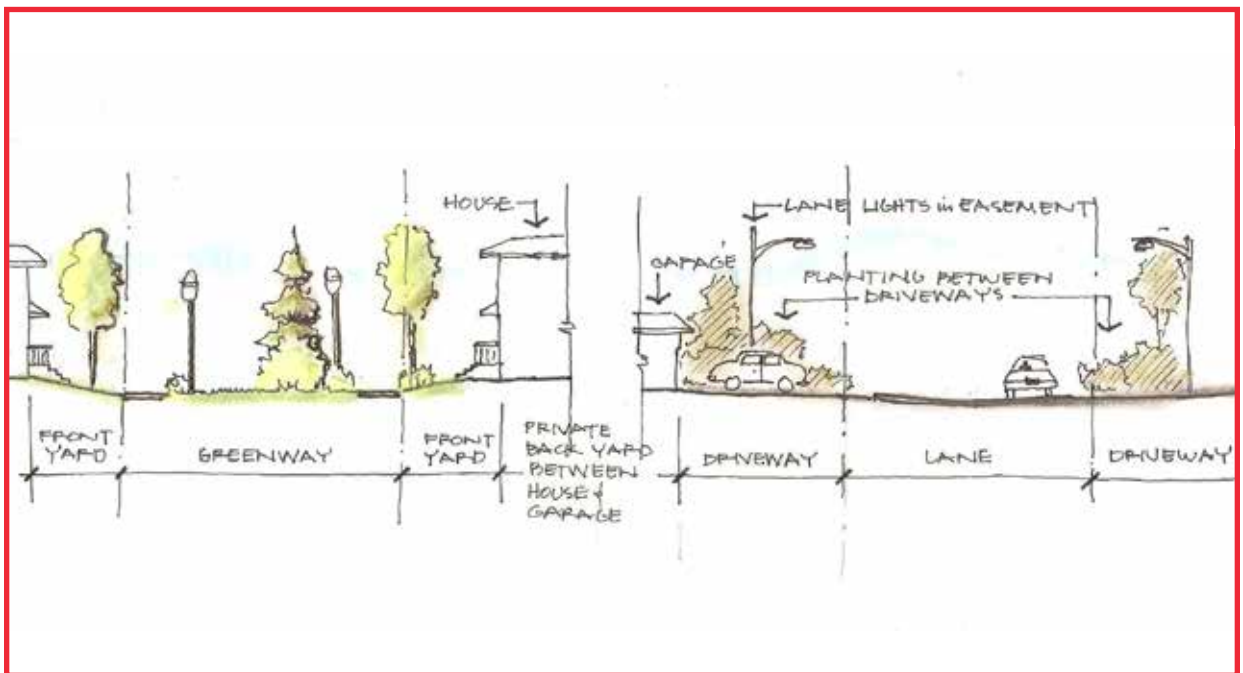 HOUSE
LANE LIGHTS in EASEMENT
GARAGE
PLANTING BETWEEN
DRIVEWAYS
FRONT
YARD
GREENWAY
FRONT
YARD
PRIVATE
BACK YARD
BETWEEN
HOUSE &
GARAGE
DRIVEWAY
LANE
DRIVEWAY